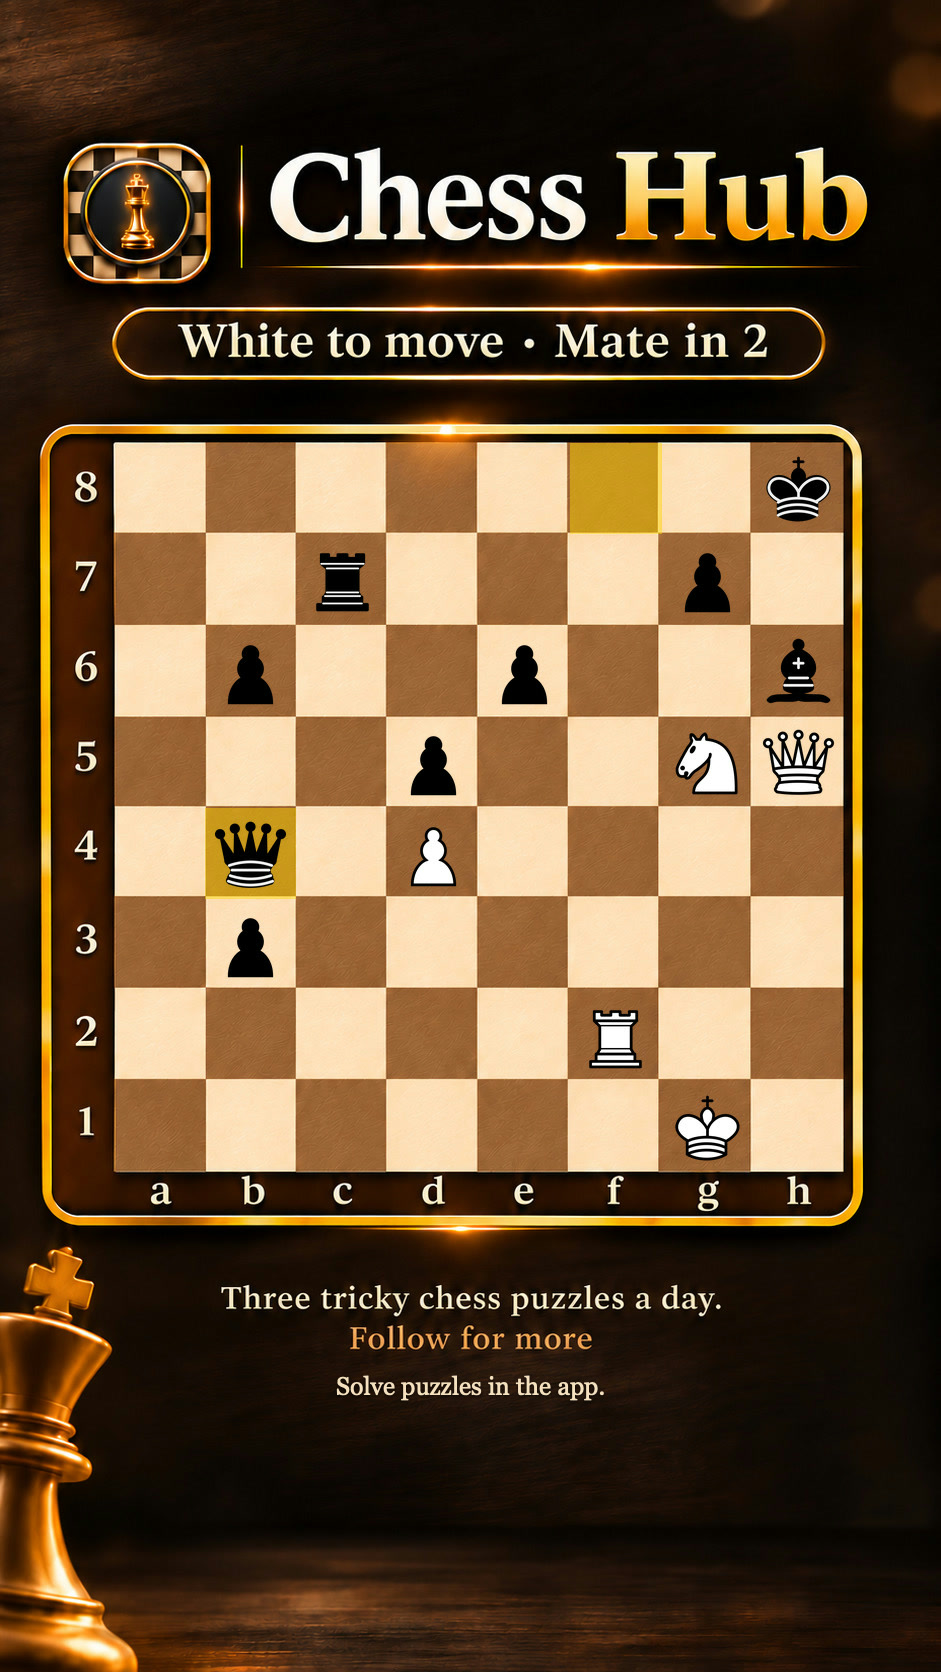 Chess Hub
White to move • Mate in 2
8
7
6
5
4
3
2
1
a b c d e f g h
Three tricky chess puzzles a day.
Follow for more
Solve puzzles in the app.